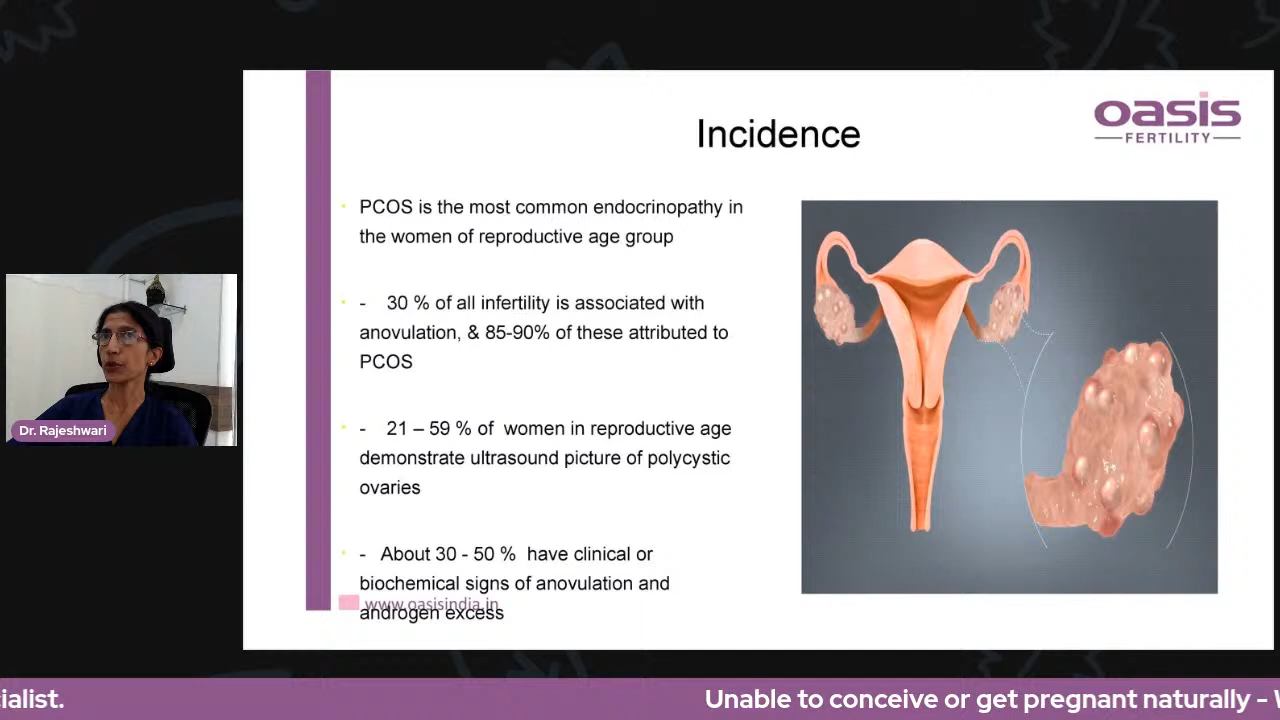 Incidence
oasis
FERTILITY
PCOS is the most common endocrinopathy in
the women of reproductive age group
- 30 % of all infertility is associated with
anovulation, & 85-90% of these attributed to
PCOS
- 21 – 59 % of women in reproductive age
demonstrate ultrasound picture of polycystic
ovaries
- About 30 - 50 % have clinical or
biochemical signs of anovulation and
androgen excess
www.oasisindia.in
Dr. Rajeshwari
cialist.
Unable to conceive or get pregnant naturally -